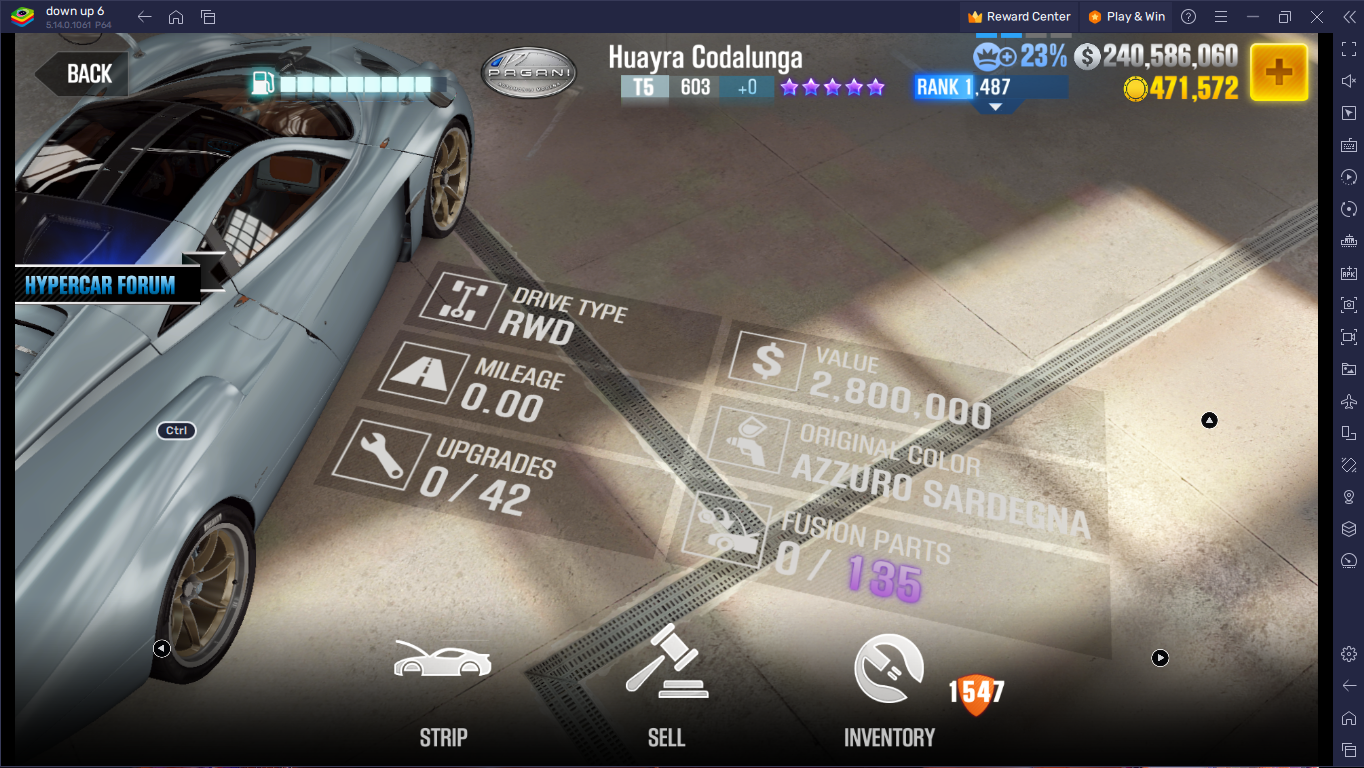 down up 6
5.14.0.1061 P64
Reward Center
Play & Win
BACK
PAGANI
Huayra Codalunga
T5 603 +0
23%
240,586,060
RANK 1,487
471,572
HYPERCAR FORUM
DRIVE TYPE
RWD
MILEAGE
0.00
UPGRADES
0 / 42
VALUE
2,800,000
ORIGINAL COLOR
AZZURO SARDEGNA
FUSION PARTS
0 / 135
Ctrl
STRIP
SELL
INVENTORY
1547
APK